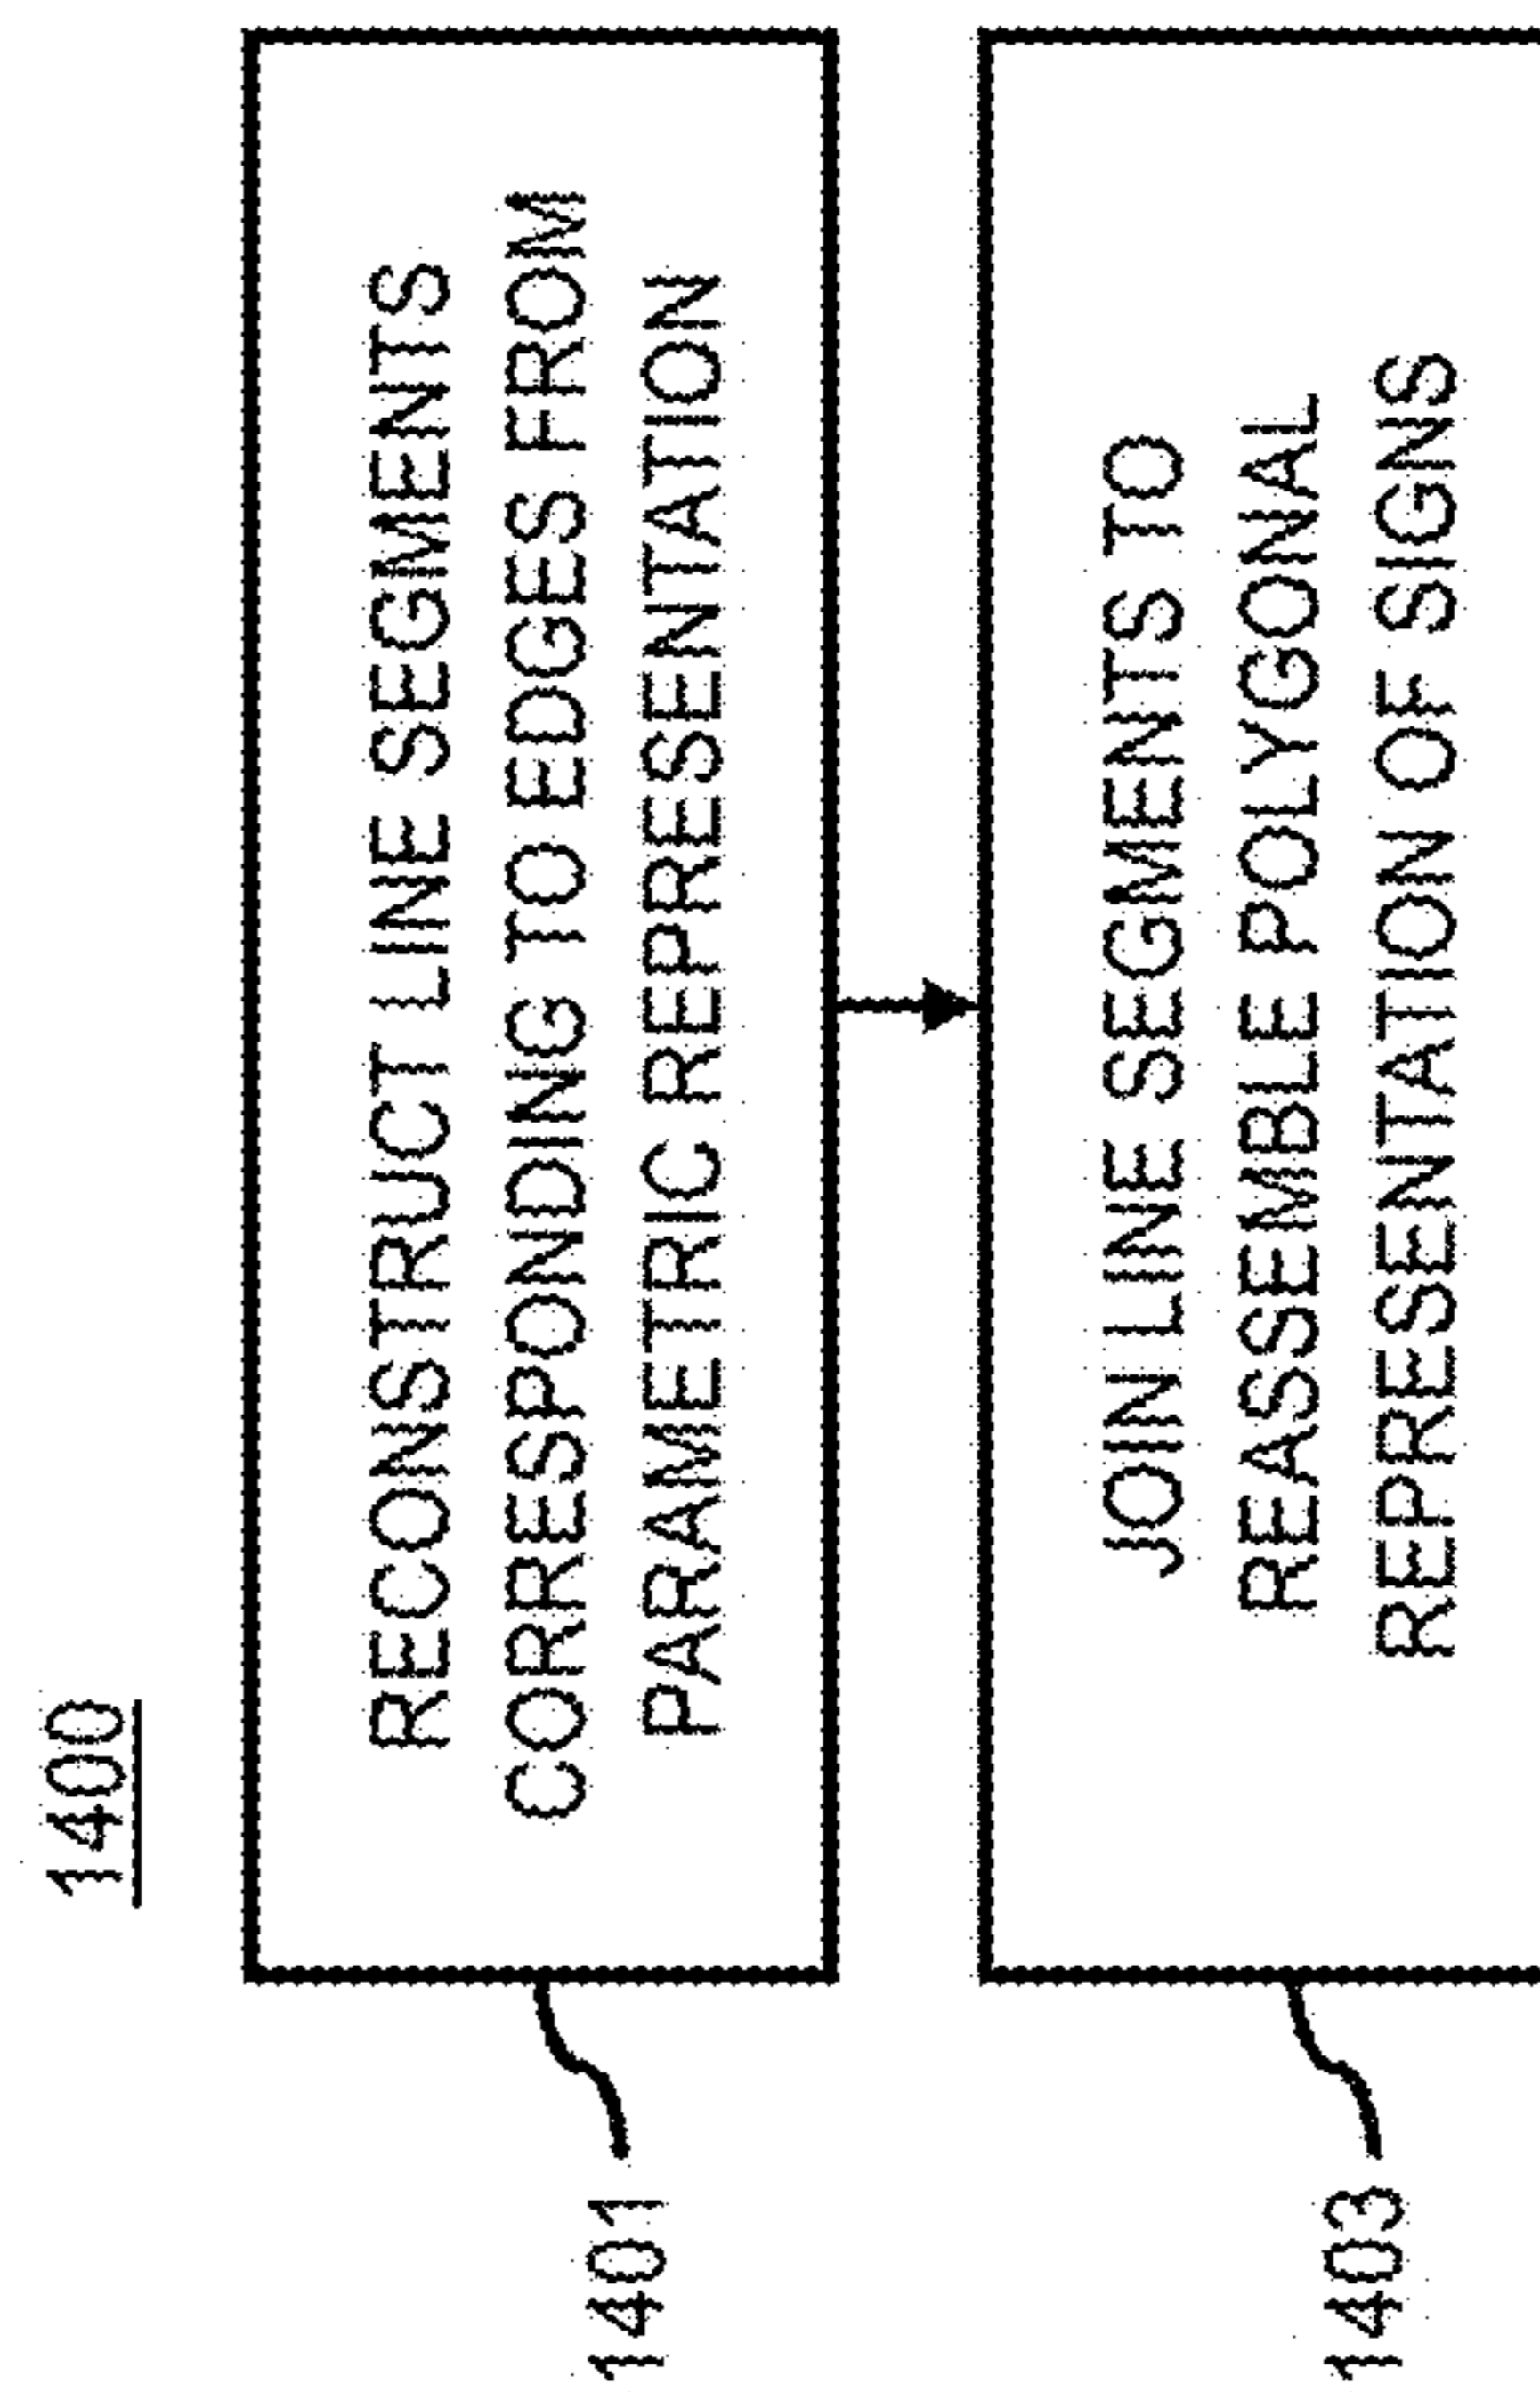 1400
RECONSTRUCT LINE SEGMENTS
CORRESPONDING TO EDGES FROM
PARAMETRIC REPRESENTATION
1401
JOIN LINE SEGMENTS TO
REASSEMBLE POLYGONAL
REPRESENTATION OF SIGNS
1403